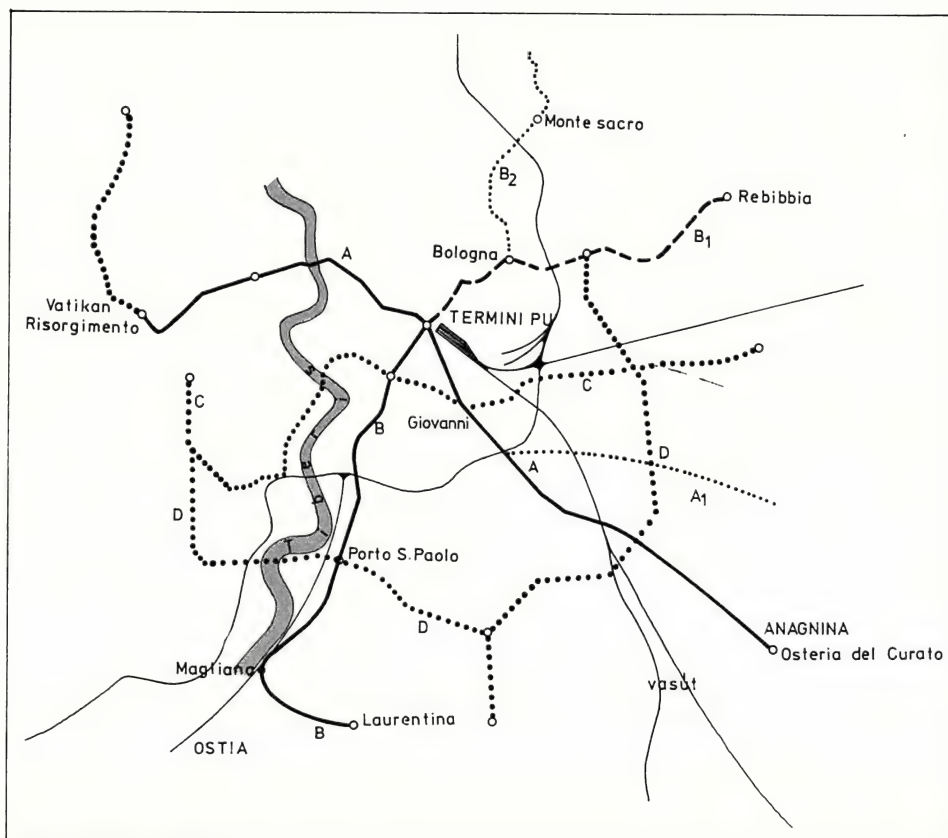 Monte sacro
B2
Rebibbia
B1
Bologna
A
Vatikan
Risorgimento
TERMINI PU
C
C
Giovanni
B
A
D
A1
D
Porto S. Paolo
D
ANAGNINA
Osteria del Curato
Magliana
vasút
Laurentina
B
OSTIA